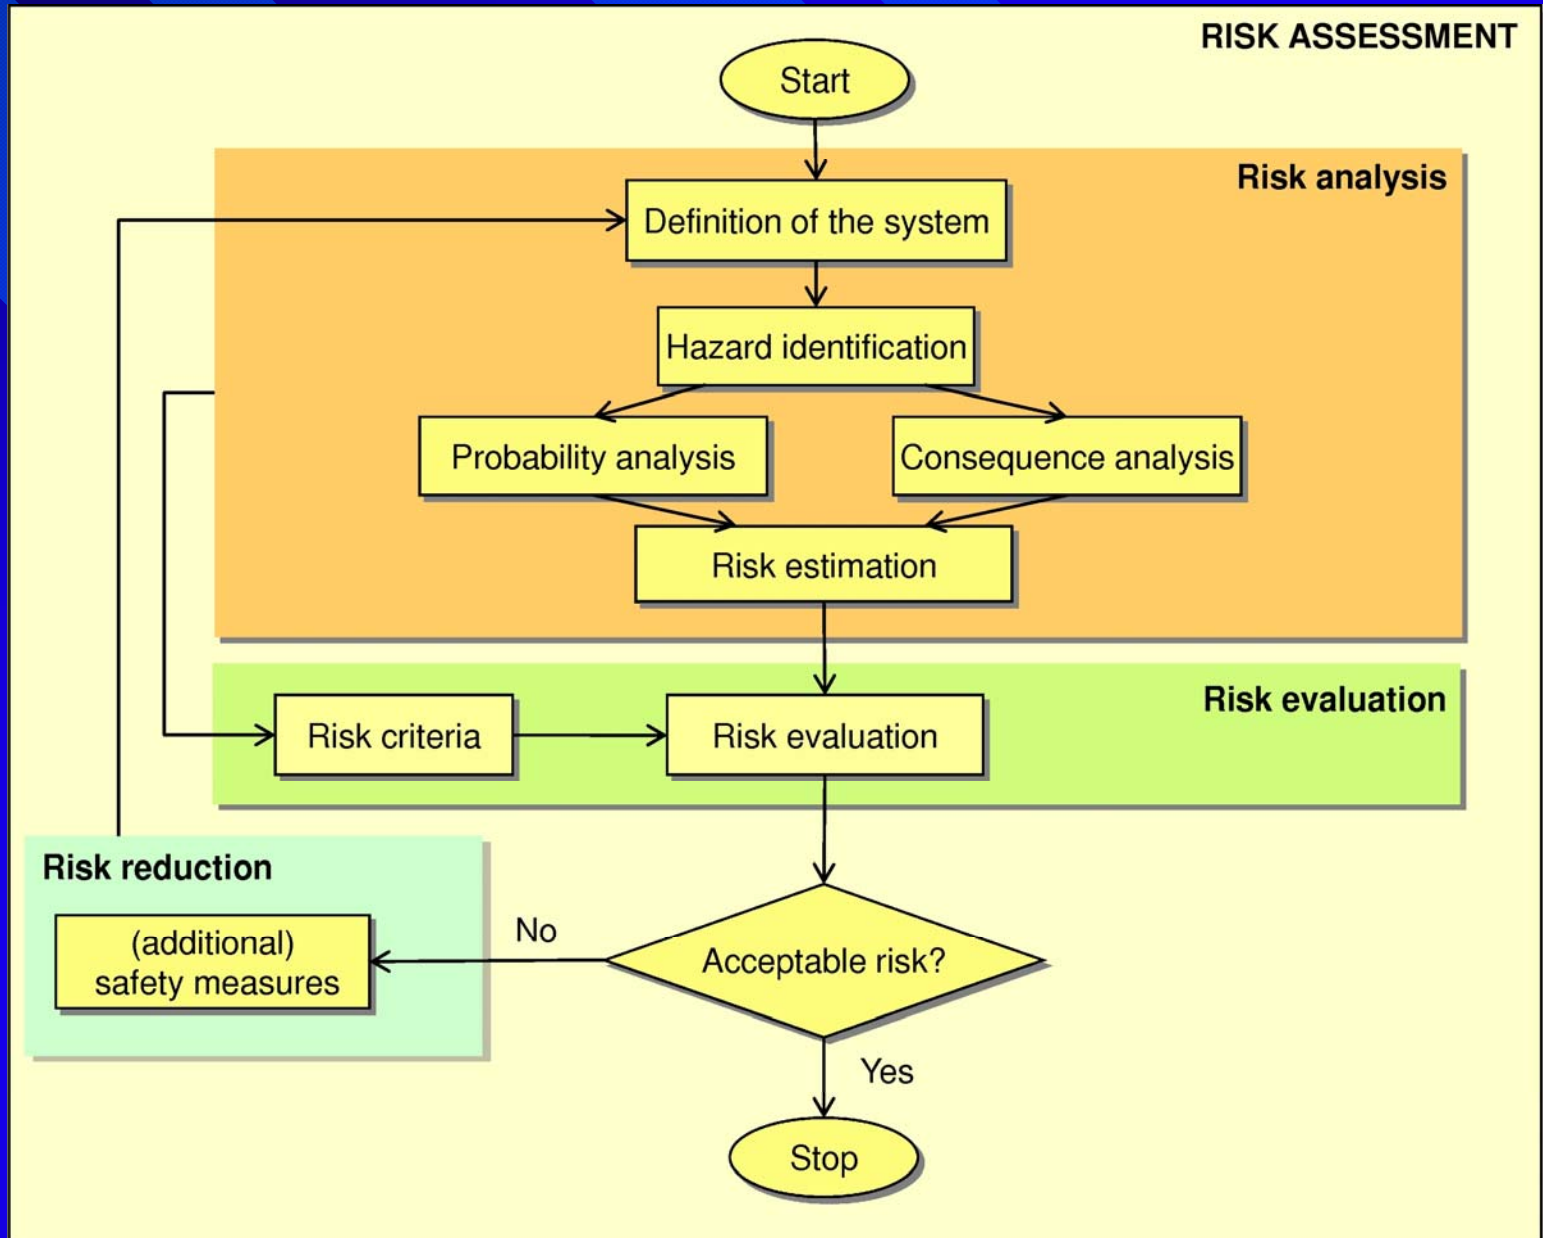 RISK ASSESSMENT
Start
Risk analysis
Definition of the system
Hazard identification
Probability analysis
Consequence analysis
Risk estimation
Risk evaluation
Risk criteria
Risk evaluation
Risk reduction
(additional)
safety measures
No
Acceptable risk?
Yes
Stop